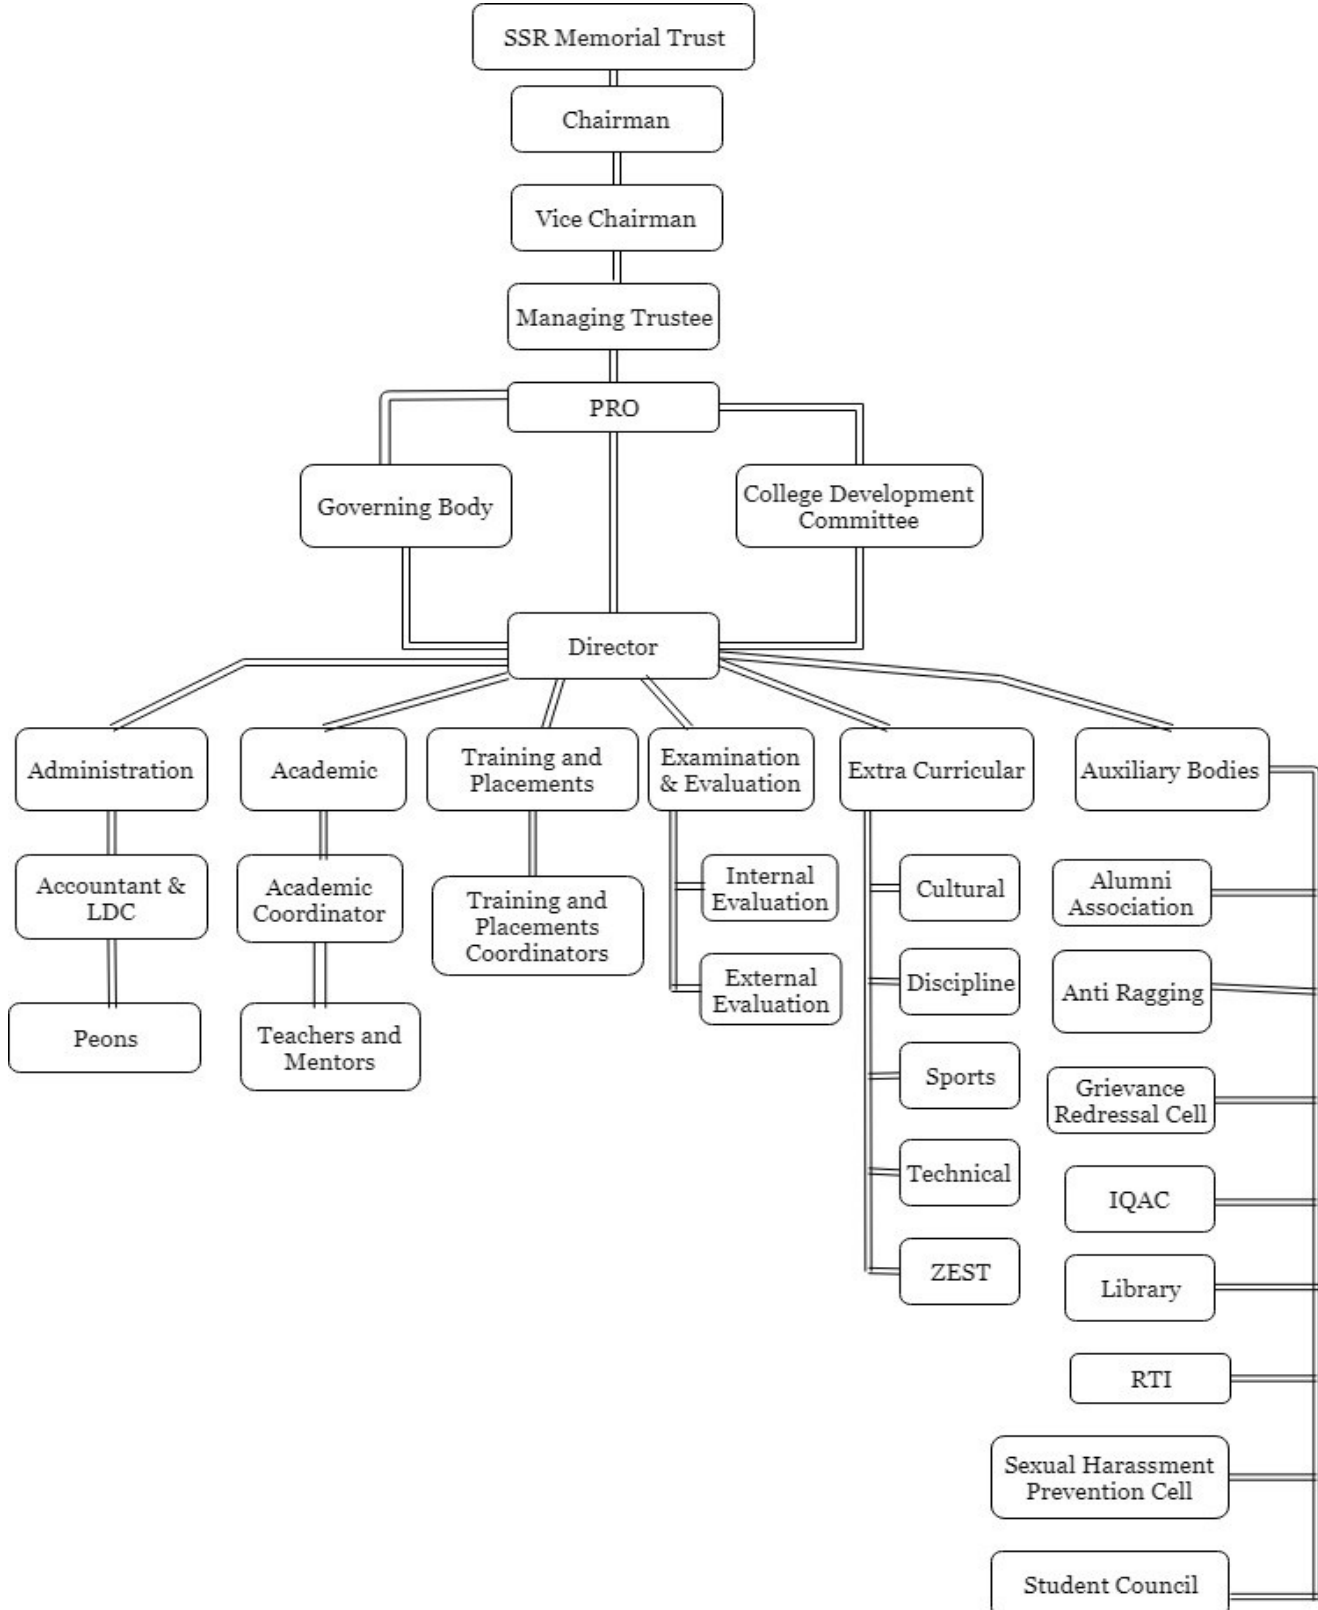 SSR Memorial Trust
Chairman
Vice Chairman
Managing Trustee
PRO
Governing Body
College Development
Committee
Director
Administration
Academic
Training and
Placements
Examination
& Evaluation
Extra Curricular
Auxiliary Bodies
Accountant &
LDC
Peons
Academic
Coordinator
Teachers and
Mentors
Training and
Placements
Coordinators
Internal
Evaluation
External
Evaluation
Cultural
Discipline
Sports
Technical
ZEST
Alumni
Association
Anti Ragging
Grievance
Redressal Cell
IQAC
Library
RTI
Sexual Harassment
Prevention Cell
Student Council